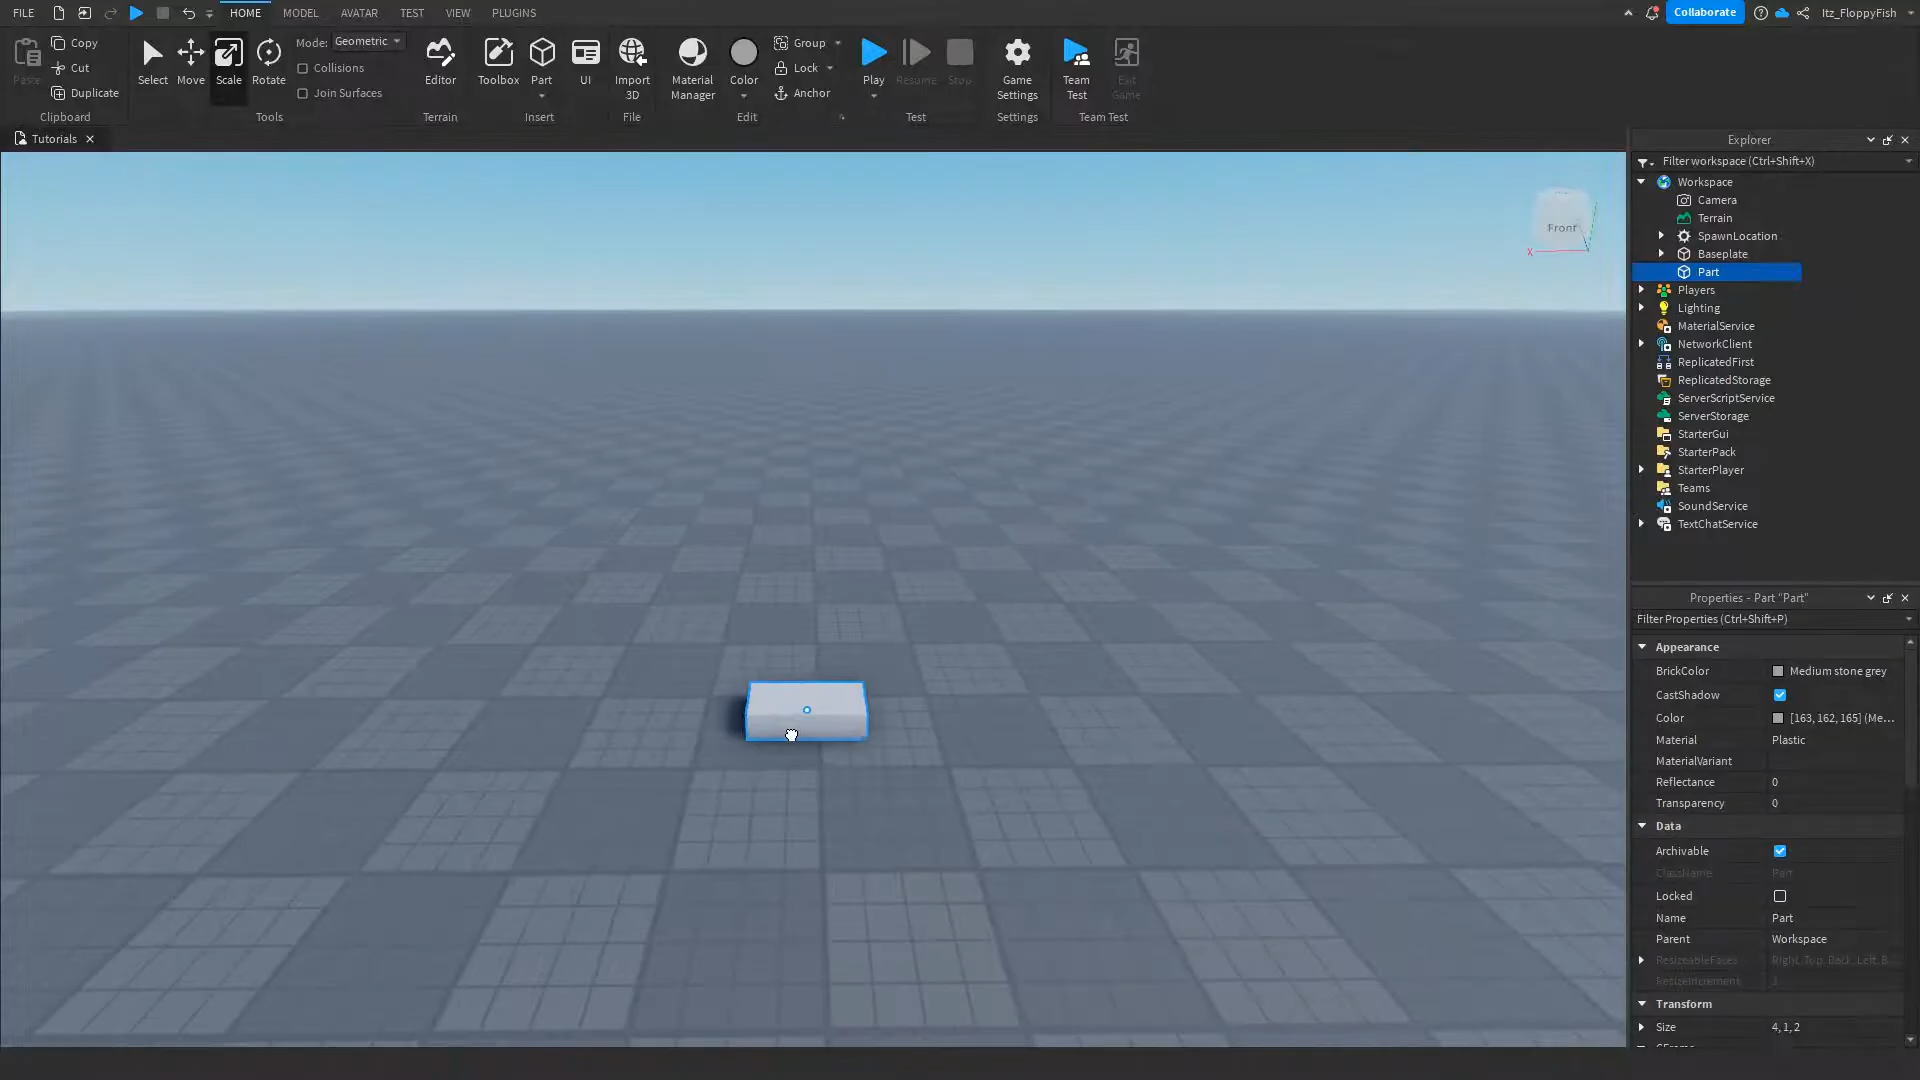 FILE HOME MODEL AVATAR TEST VIEW PLUGINS Collaborate Itz_FloppyFish
Paste Copy Cut Duplicate Clipboard
Select Move Scale Rotate Mode: Geometric Collisions Join Surfaces Tools
Editor Terrain
Toolbox Part UI Insert
Import 3D File
Material Manager Color Group Lock Anchor Edit
Play Resume Stop Test
Game Settings Settings
Team Test Exit Game Team Test
Tutorials
Front
X
Explorer
Filter workspace (Ctrl+Shift+X)
Workspace
Camera
Terrain
SpawnLocation
Baseplate
Part
Players
Lighting
MaterialService
NetworkClient
ReplicatedFirst
ReplicatedStorage
ServerScriptService
ServerStorage
StarterGui
StarterPack
StarterPlayer
Teams
SoundService
TextChatService
Properties - Part "Part"
Filter Properties (Ctrl+Shift+P)
Appearance
BrickColor Medium stone grey
CastShadow
Color [163, 162, 165] (Me...
Material Plastic
MaterialVariant
Reflectance 0
Transparency 0
Data
Archivable
ClassName Part
Locked
Name Part
Parent Workspace
ResizeableFaces Right, Top, Back, Left, B...
ResizeIncrement
Transform
Size 4, 1, 2